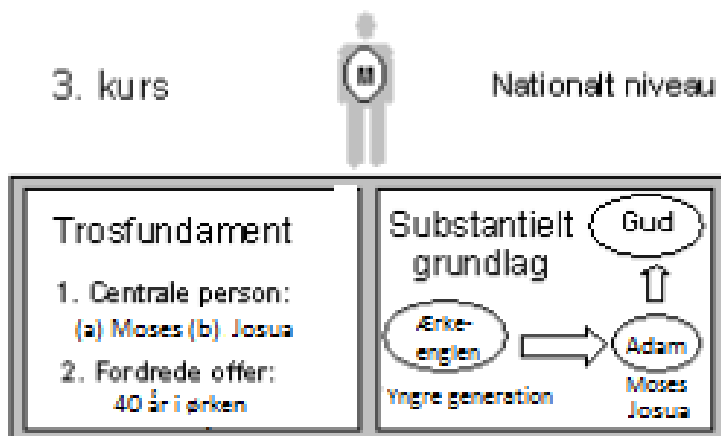 3. kurs
M
Nationalt niveau
Trosfundament
1. Centrale person:
(a) Moses (b) Josua
2. Fordrede offer:
40 år i ørken
Substantielt
grundlag
Gud
Ærke-
englen
Adam
Yngre generation
Moses
Josua